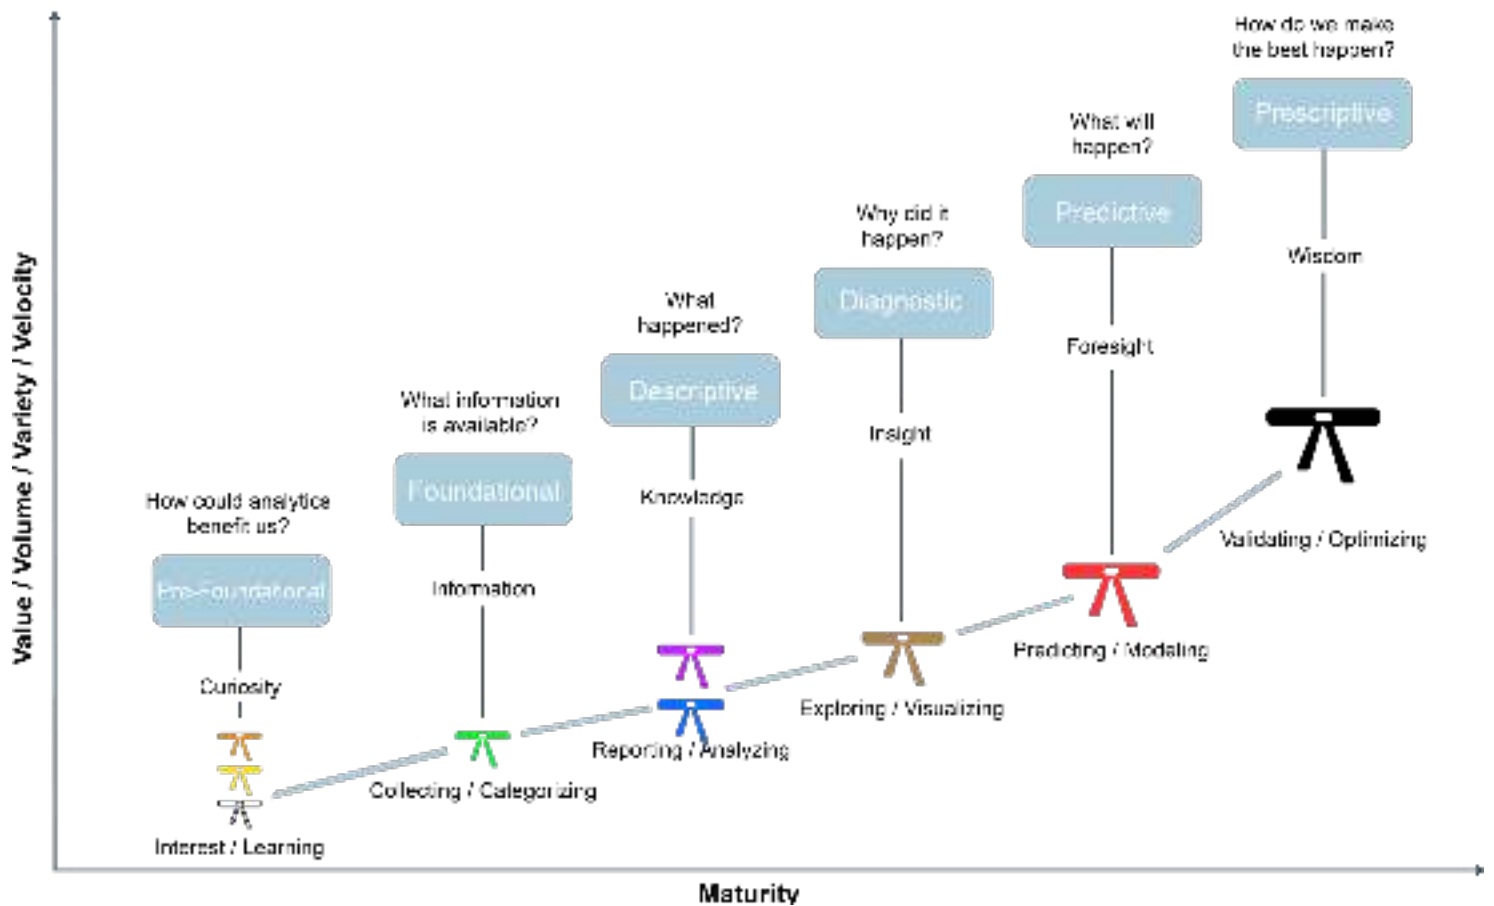 How do we make
the best happen?
Prescriptive
What will
happen?
Predictive
Wisdom
Why did it
happen?
Diagnostic
Foresight
What
happened?
Descriptive
Insight
What information
is available?
Foundational
Knowledge
How could analytics
benefit us?
Pre-Foundational
Information
Curiosity
Validating / Optimizing
Predicting / Modeling
Exploring / Visualizing
Reporting / Analyzing
Collecting / Categorizing
Interest / Learning
Value / Volume / Variety / Velocity
Maturity